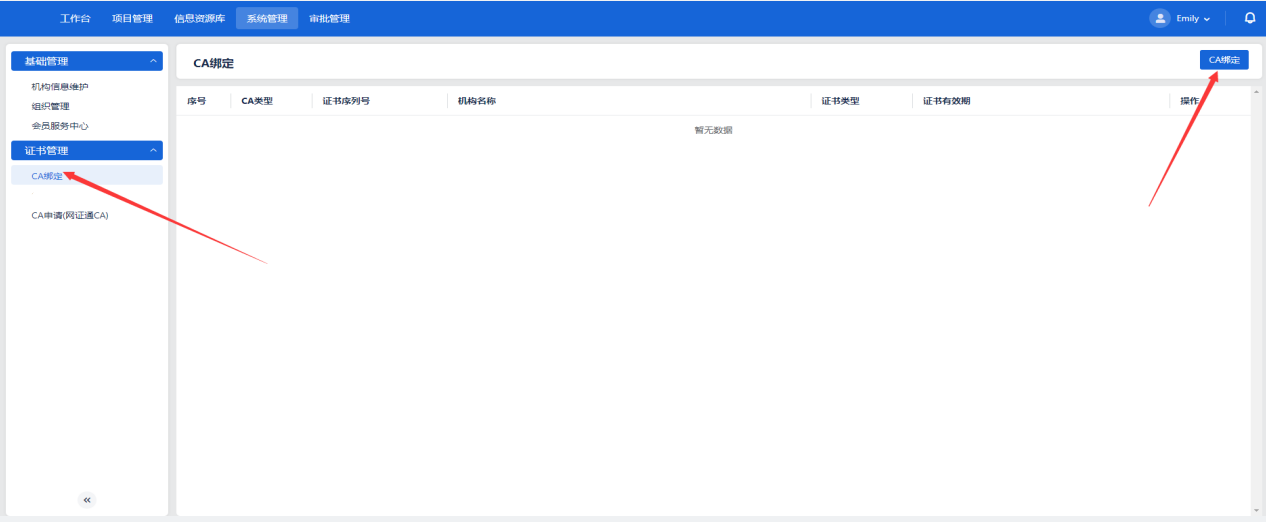 工作台 项目管理 信息资源库 系统管理 审批管理 Emily
基础管理
机构信息维护
组织管理
会员服务中心
证书管理
CA绑定
CA申请(网证通CA)
CA绑定 CA绑定
序号 CA类型 证书序列号 机构名称 证书类型 证书有效期 操作
暂无数据